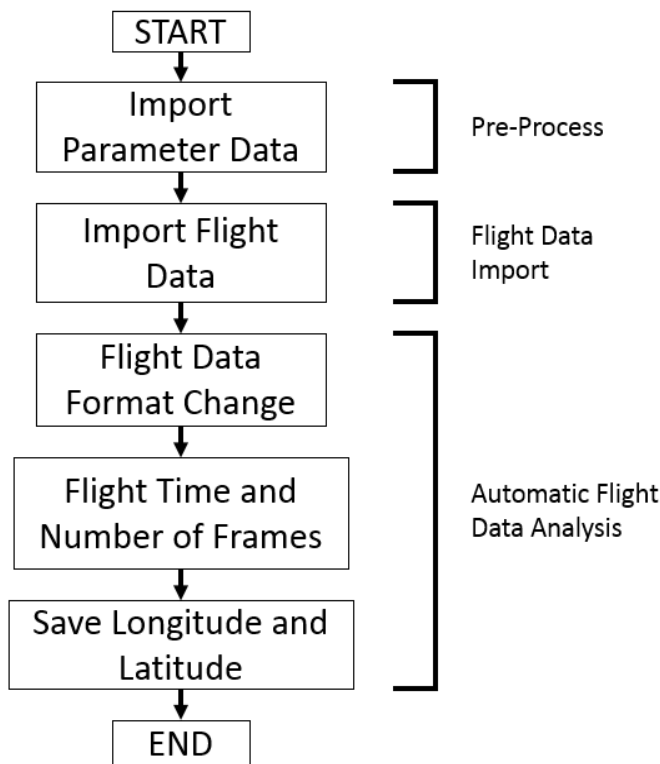 START
Import
Parameter Data
Pre-Process
Import Flight
Data
Flight Data
Import
Flight Data
Format Change
Flight Time and
Number of Frames
Automatic Flight
Data Analysis
Save Longitude and
Latitude
END